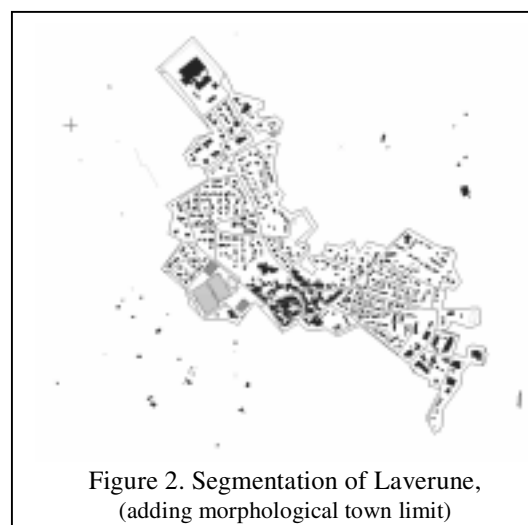 Figure 2. Segmentation of Laverune,
(adding morphological town limit)